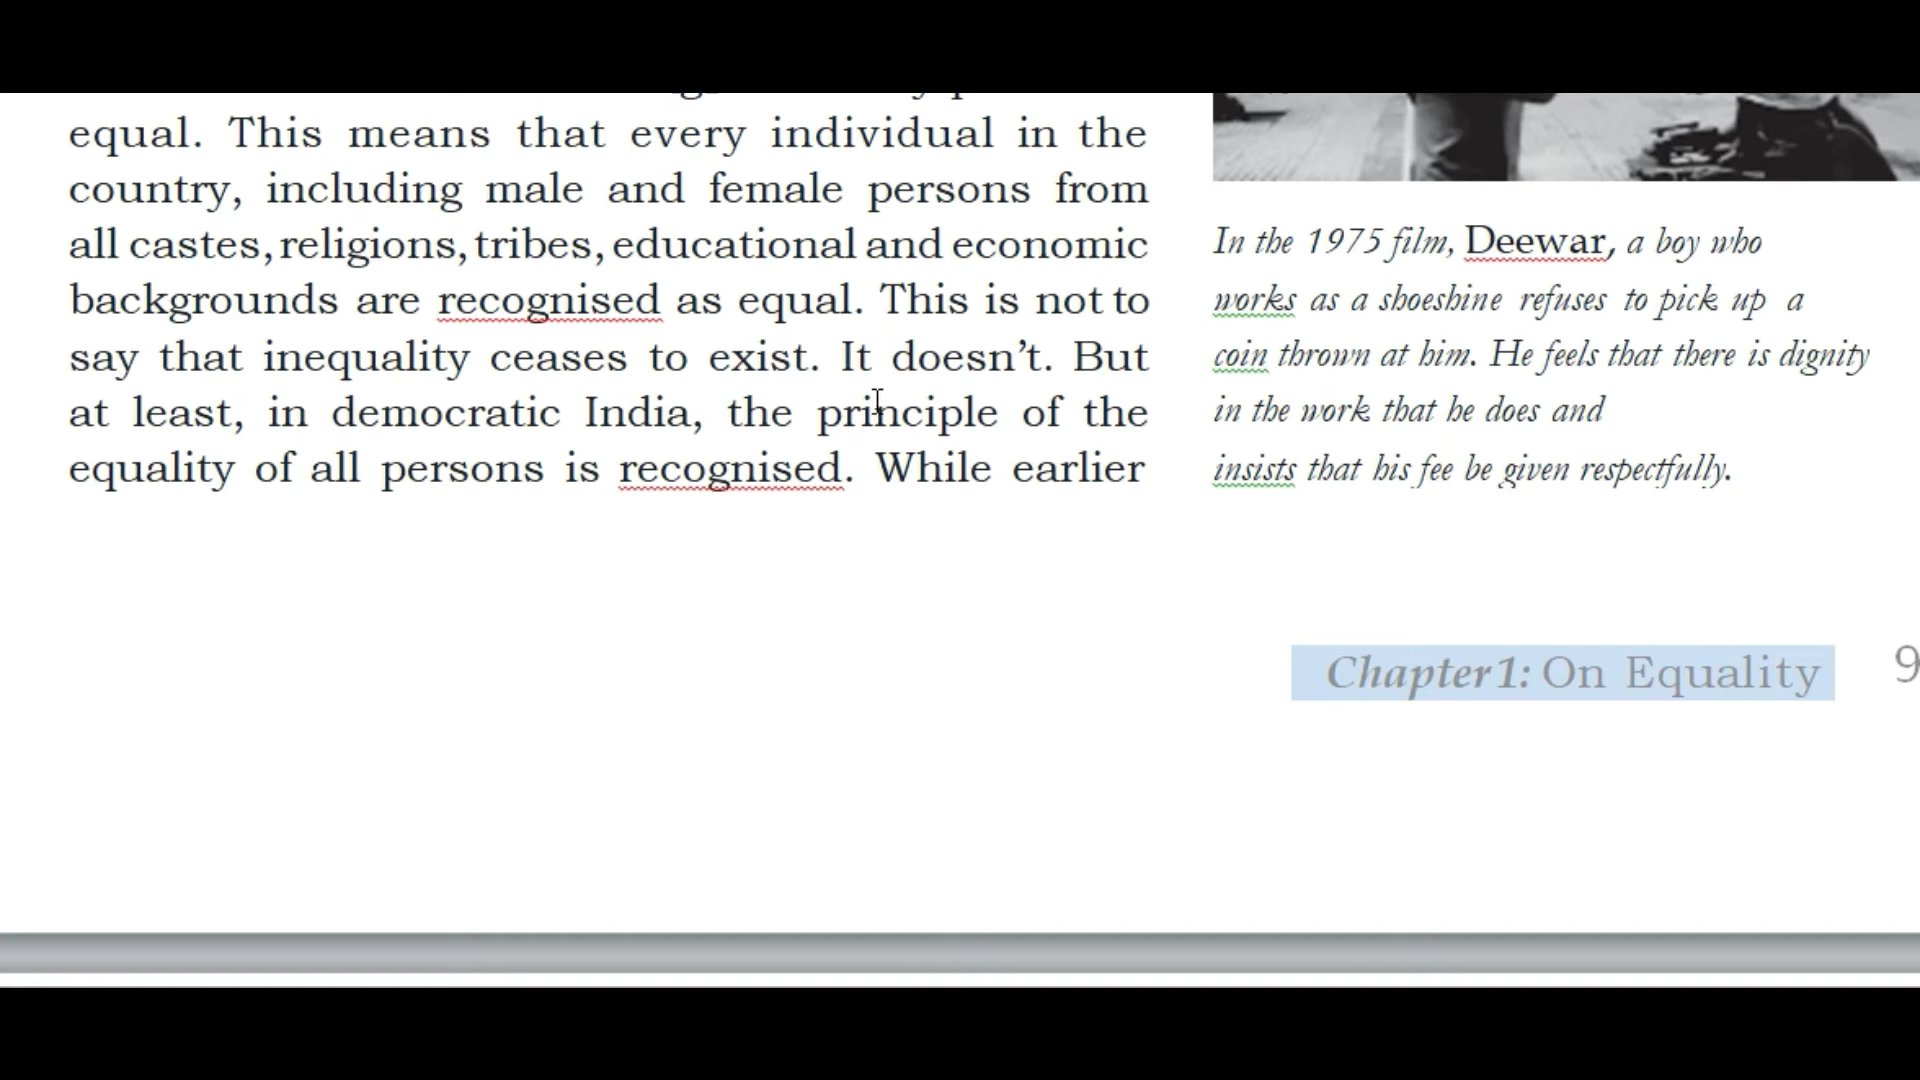 equal. This means that every individual in the
country, including male and female persons from
all castes, religions, tribes, educational and economic
backgrounds are recognised as equal. This is not to
say that inequality ceases to exist. It doesn’t. But
at least, in democratic India, the principle of the
equality of all persons is recognised. While earlier
In the 1975 film, Deewar, a boy who
works as a shoeshine refuses to pick up a
coin thrown at him. He feels that there is dignity
in the work that he does and
insists that his fee be given respectfully.
Chapter 1: On Equality 9